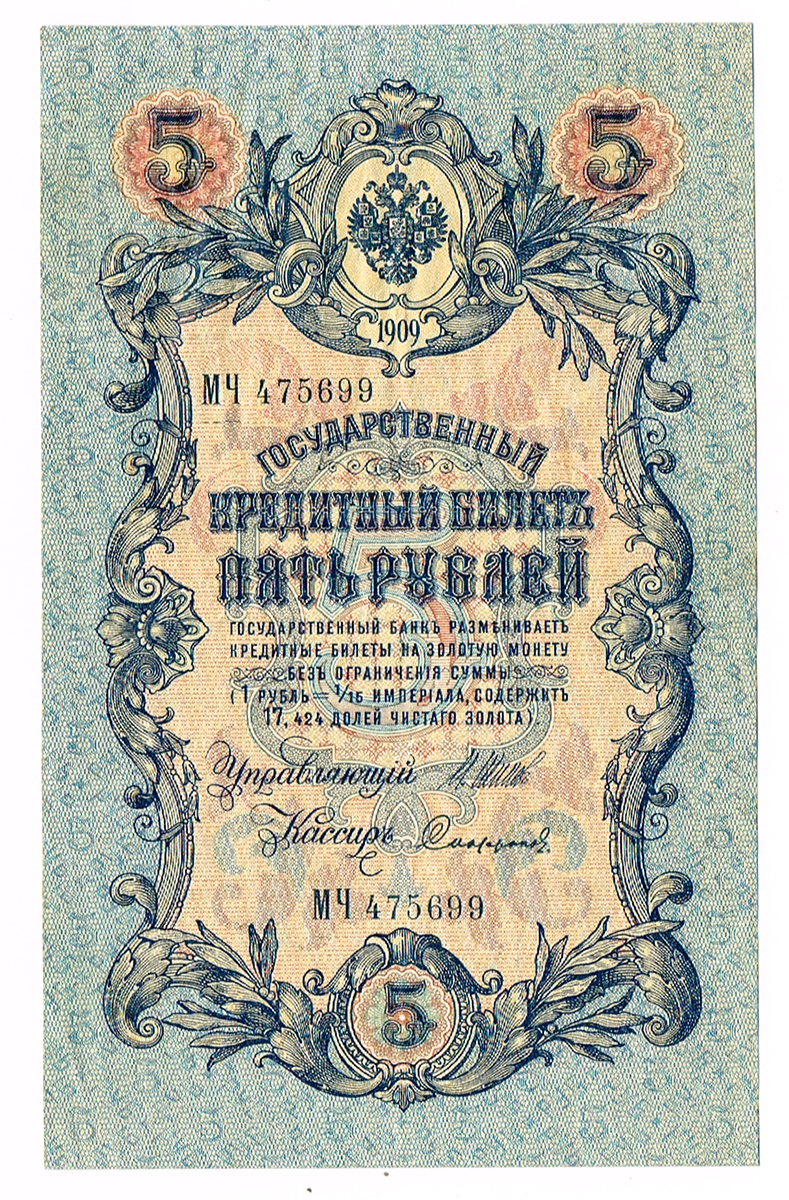 5 5
1909
МЧ 475699
ГОСУДАРСТВЕННЫЙ
КРЕДИТНЫЙ БИЛЕТЪ
ПЯТЬ РУБЛЕЙ
ГОСУДАРСТВЕННЫЙ БАНКЪ РАЗМѢНИВАЕТЪ
КРЕДИТНЫЕ БИЛЕТЫ НА ЗОЛОТУЮ МОНЕТУ
БЕЗЪ ОГРАНИЧЕНІЯ СУММЫ
(1 РУБЛЬ = 1/15 ИМПЕРІАЛА, СОДЕРЖИТЪ
17,424 ДОЛЕЙ ЧИСТАГО ЗОЛОТА).
Управляющій
Кассиръ
МЧ 475699
5